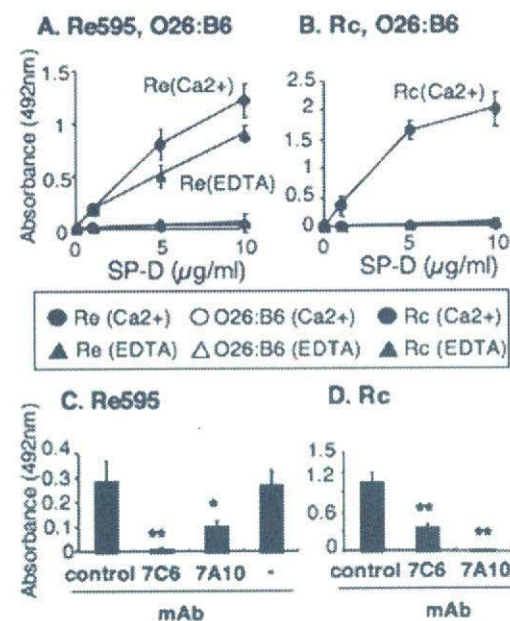 A. Re595, O26:B6
B. Rc, O26:B6
Absorbance (492nm)
1.5
1
0.5
0
Re(Ca2+)
Re(EDTA)
0 5 10
SP-D (µg/ml)
2.5
2
1.5
1
0.5
0
Rc(Ca2+)
0 5 10
SP-D (µg/ml)
Re (Ca2+) O26:B6 (Ca2+) Rc (Ca2+)
Re (EDTA) O26:B6 (EDTA) Rc (EDTA)
C. Re595
D. Rc
Absorbance (492nm)
0.4
0.3
0.2
0.1
0
**
*
control 7C6 7A10 -
mAb
1.5
1.2
0.6
0
**
**
control 7C6 7A10
mAb